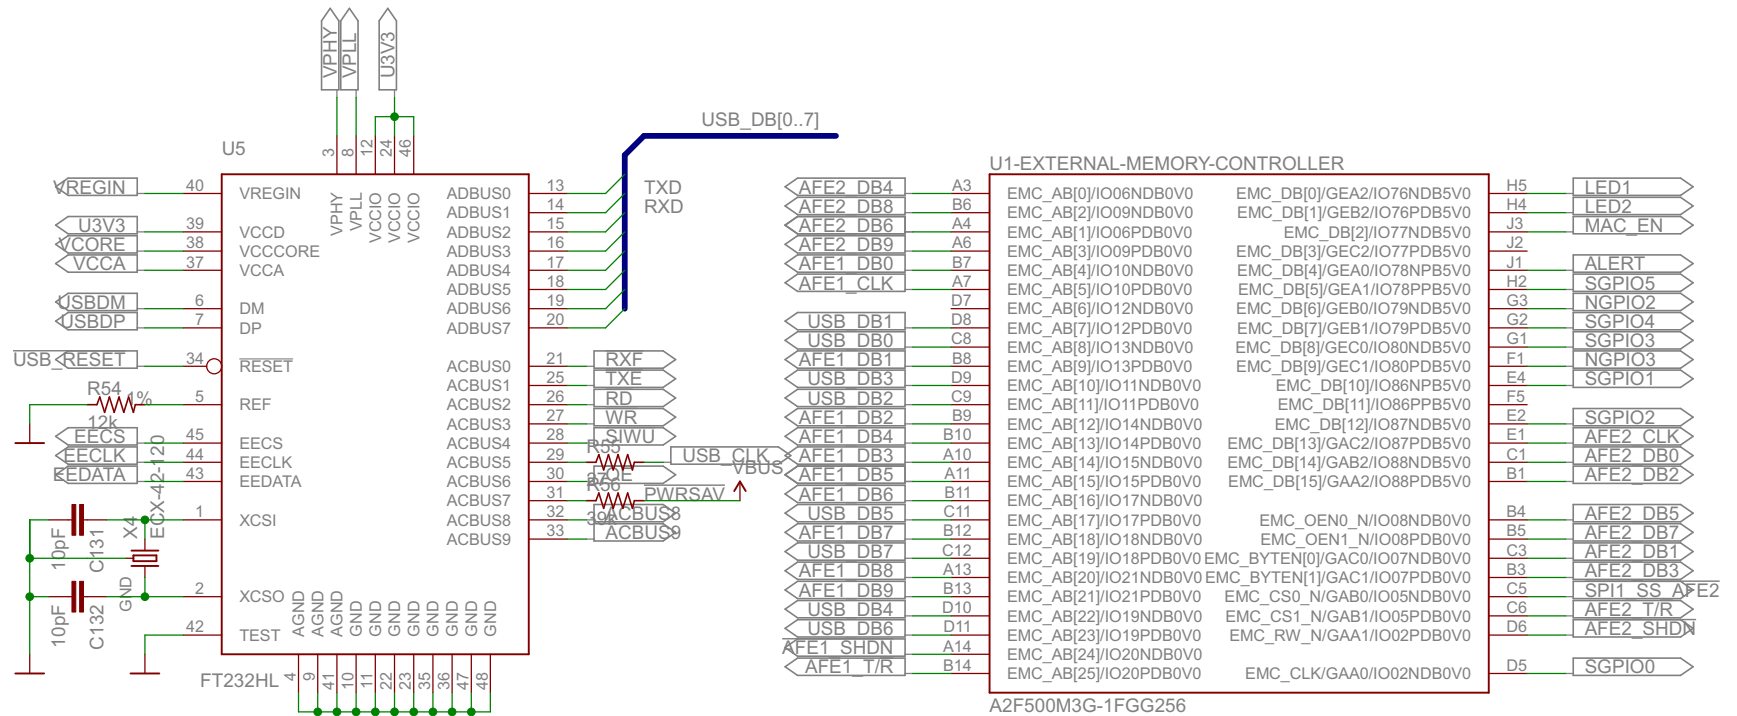 VPHY
VPLL
U3V3
USB_DB[0..7]
U5
3
8
12
24
46
VREGIN 40 VREGIN
U3V3 39 VCCD
VCORE 38 VCCCORE
VCCA 37 VCCA
USBDM 6 DM
USBDP 7 DP
USB_RESET 34 RESET
R54 1% 12k 5 REF
EECS 45 EECS
EECLK 44 EECLK
EEDATA 43 EEDATA
1 XCSI
2 XCSO
42 TEST
10pF C131
X4 ECX-42-120
GND
10pF C132
VPHY
VPLL
VCCIO
VCCIO
VCCIO
ADBUS0 13 TXD
ADBUS1 14 RXD
ADBUS2 15
ADBUS3 16
ADBUS4 17
ADBUS5 18
ADBUS6 19
ADBUS7 20
ACBUS0 21 RXF
ACBUS1 25 TXE
ACBUS2 26 RD
ACBUS3 27 WR
ACBUS4 28 SIWU
ACBUS5 29 R55 USB_CLK
ACBUS6 30 OE
ACBUS7 31 R56 PWRSAV VBUS
ACBUS8 32 ACBUS8
ACBUS9 33 ACBUS9
AGND
AGND
AGND
GND
GND
GND
GND
GND
GND
GND
GND
FT232HL
4
9
41
10
11
22
23
35
36
47
48
U1-EXTERNAL-MEMORY-CONTROLLER
AFE2_DB4 A3 EMC_AB[0]/IO06NDB0V0
AFE2_DB8 B6 EMC_AB[2]/IO09NDB0V0
AFE2_DB6 A4 EMC_AB[1]/IO06PDB0V0
AFE2_DB9 A6 EMC_AB[3]/IO09PDB0V0
AFE1_DB0 B7 EMC_AB[4]/IO10NDB0V0
AFE1_CLK A7 EMC_AB[5]/IO10PDB0V0
D7 EMC_AB[6]/IO12NDB0V0
USB_DB1 D8 EMC_AB[7]/IO12PDB0V0
USB_DB0 C8 EMC_AB[8]/IO13NDB0V0
AFE1_DB1 B8 EMC_AB[9]/IO13PDB0V0
USB_DB3 D9 EMC_AB[10]/IO11NDB0V0
USB_DB2 C9 EMC_AB[11]/IO11PDB0V0
AFE1_DB2 B9 EMC_AB[12]/IO14NDB0V0
AFE1_DB4 B10 EMC_AB[13]/IO14PDB0V0
AFE1_DB3 A10 EMC_AB[14]/IO15NDB0V0
AFE1_DB5 A11 EMC_AB[15]/IO15PDB0V0
AFE1_DB6 B11 EMC_AB[16]/IO17NDB0V0
USB_DB5 C11 EMC_AB[17]/IO17PDB0V0
AFE1_DB7 B12 EMC_AB[18]/IO18NDB0V0
USB_DB7 C12 EMC_AB[19]/IO18PDB0V0
AFE1_DB8 A13 EMC_AB[20]/IO21NDB0V0
AFE1_DB9 B13 EMC_AB[21]/IO21PDB0V0
USB_DB4 D10 EMC_AB[22]/IO19NDB0V0
USB_DB6 D11 EMC_AB[23]/IO19PDB0V0
AFE1_SHDN A14 EMC_AB[24]/IO20NDB0V0
AFE1_T/R B14 EMC_AB[25]/IO20PDB0V0
EMC_DB[0]/GEA2/IO76NDB5V0 H5 LED1
EMC_DB[1]/GEB2/IO76PDB5V0 H4 LED2
EMC_DB[2]/IO77NDB5V0 J3 MAC_EN
EMC_DB[3]/GEC2/IO77PDB5V0 J2
EMC_DB[4]/GEA0/IO78NPB5V0 J1 ALERT
EMC_DB[5]/GEA1/IO78PPB5V0 H2 SGPIO5
EMC_DB[6]/GEB0/IO79NDB5V0 G3 NGPIO2
EMC_DB[7]/GEB1/IO79PDB5V0 G2 SGPIO4
EMC_DB[8]/GEC0/IO80NDB5V0 G1 SGPIO3
EMC_DB[9]/GEC1/IO80PDB5V0 F1 NGPIO3
EMC_DB[10]/IO86NPB5V0 E4 SGPIO1
EMC_DB[11]/IO86PPB5V0 F5
EMC_DB[12]/IO87NDB5V0 E2 SGPIO2
EMC_DB[13]/GAC2/IO87PDB5V0 E1 AFE2_CLK
EMC_DB[14]/GAB2/IO88NDB5V0 C1 AFE2_DB0
EMC_DB[15]/GAA2/IO88PDB5V0 B1 AFE2_DB2
EMC_OEN0_N/IO08NDB0V0 B4 AFE2_DB5
EMC_OEN1_N/IO08PDB0V0 B5 AFE2_DB7
EMC_BYTEN[0]/GAC0/IO07NDB0V0 C3 AFE2_DB1
EMC_BYTEN[1]/GAC1/IO07PDB0V0 B3 AFE2_DB3
EMC_CS0_N/GAB0/IO05NDB0V0 C5 SPI1_SS_AFE2
EMC_CS1_N/GAB1/IO05PDB0V0 C6 AFE2_T/R
EMC_RW_N/GAA1/IO02PDB0V0 D6 AFE2_SHDN
EMC_CLK/GAA0/IO02NDB0V0 D5 SGPIO0
A2F500M3G-1FGG256